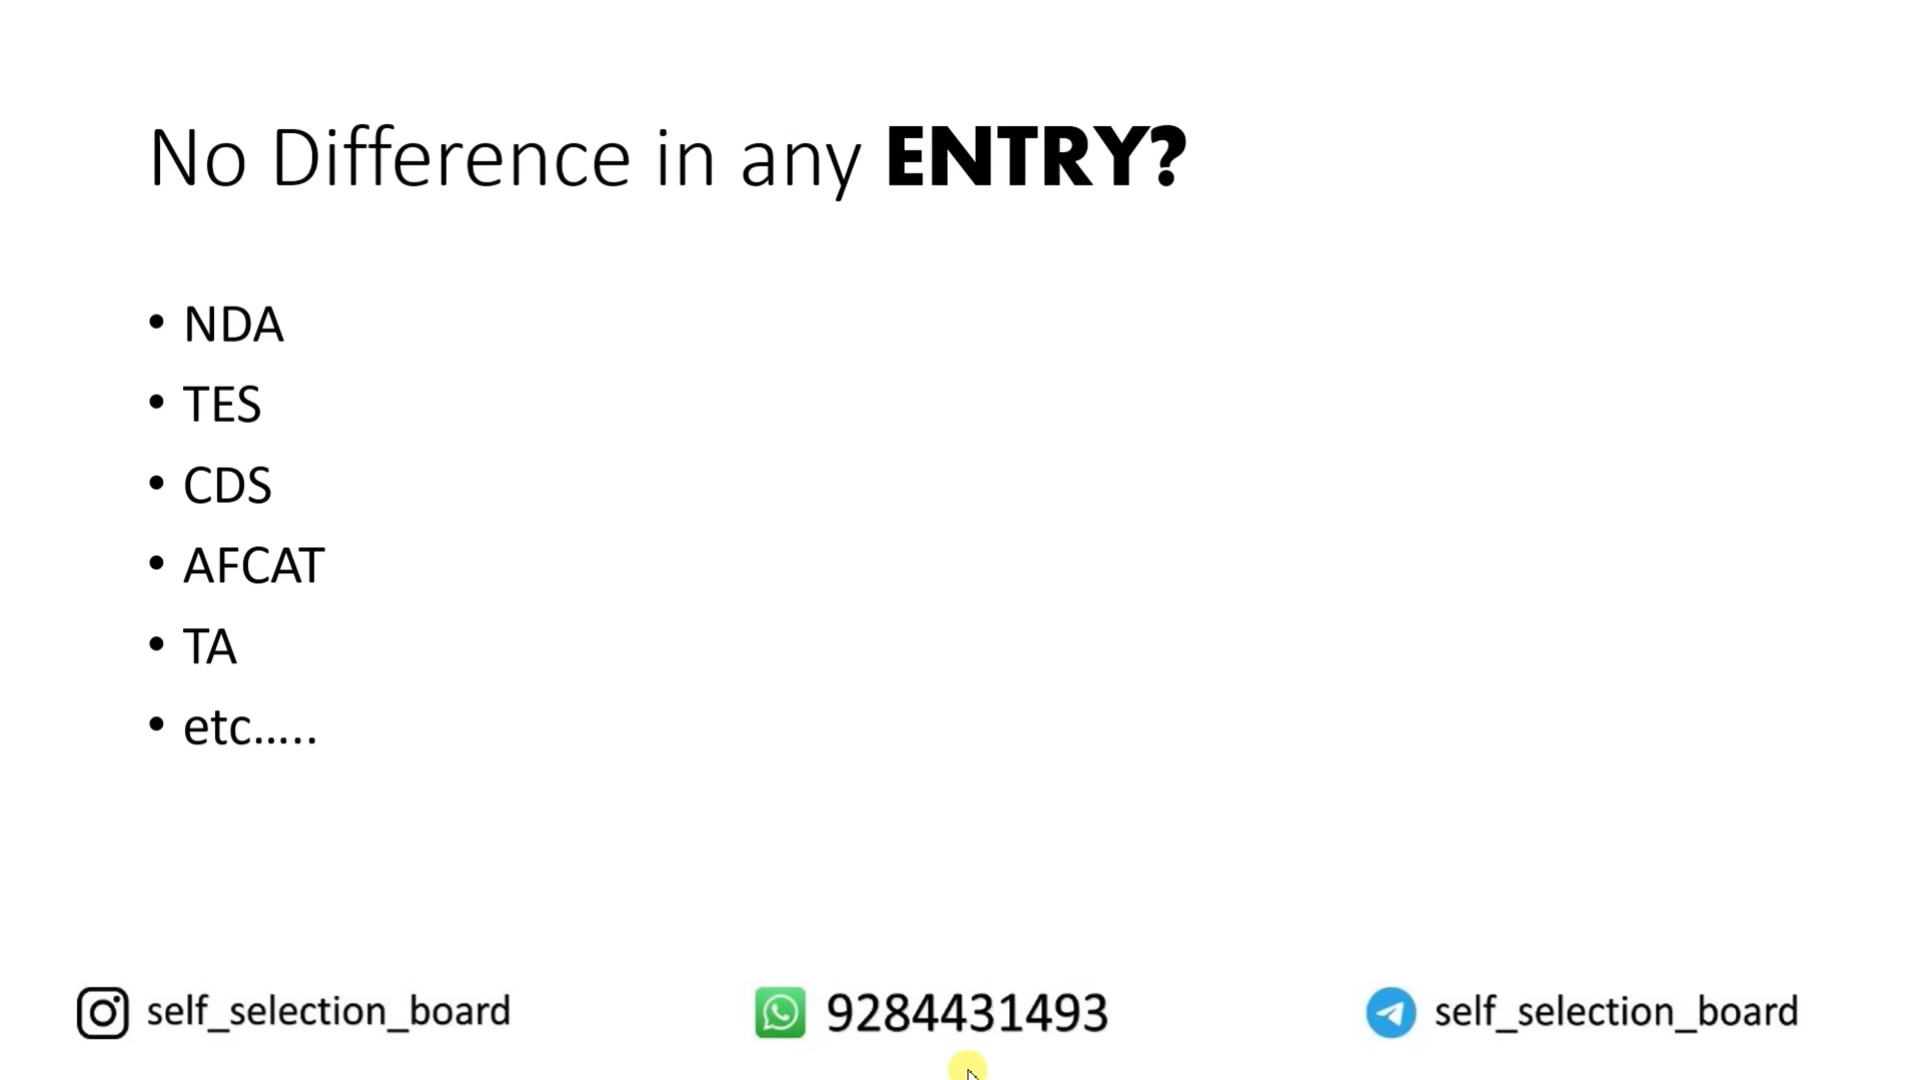 No Difference in any ENTRY?
• NDA
• TES
• CDS
• AFCAT
• TA
• etc…..
self_selection_board
9284431493
self_selection_board